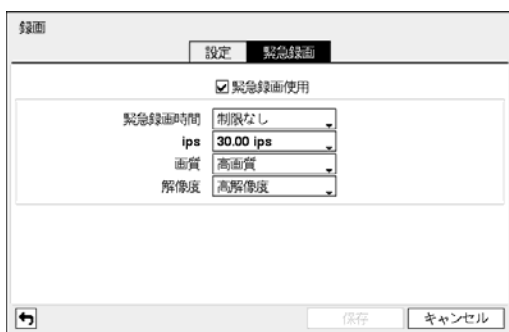 録画
設定 緊急録画
緊急録画使用
緊急録画時間 制限なし
ips 30.00 ips
画質 高画質
解像度 高解像度
保存 キャンセル